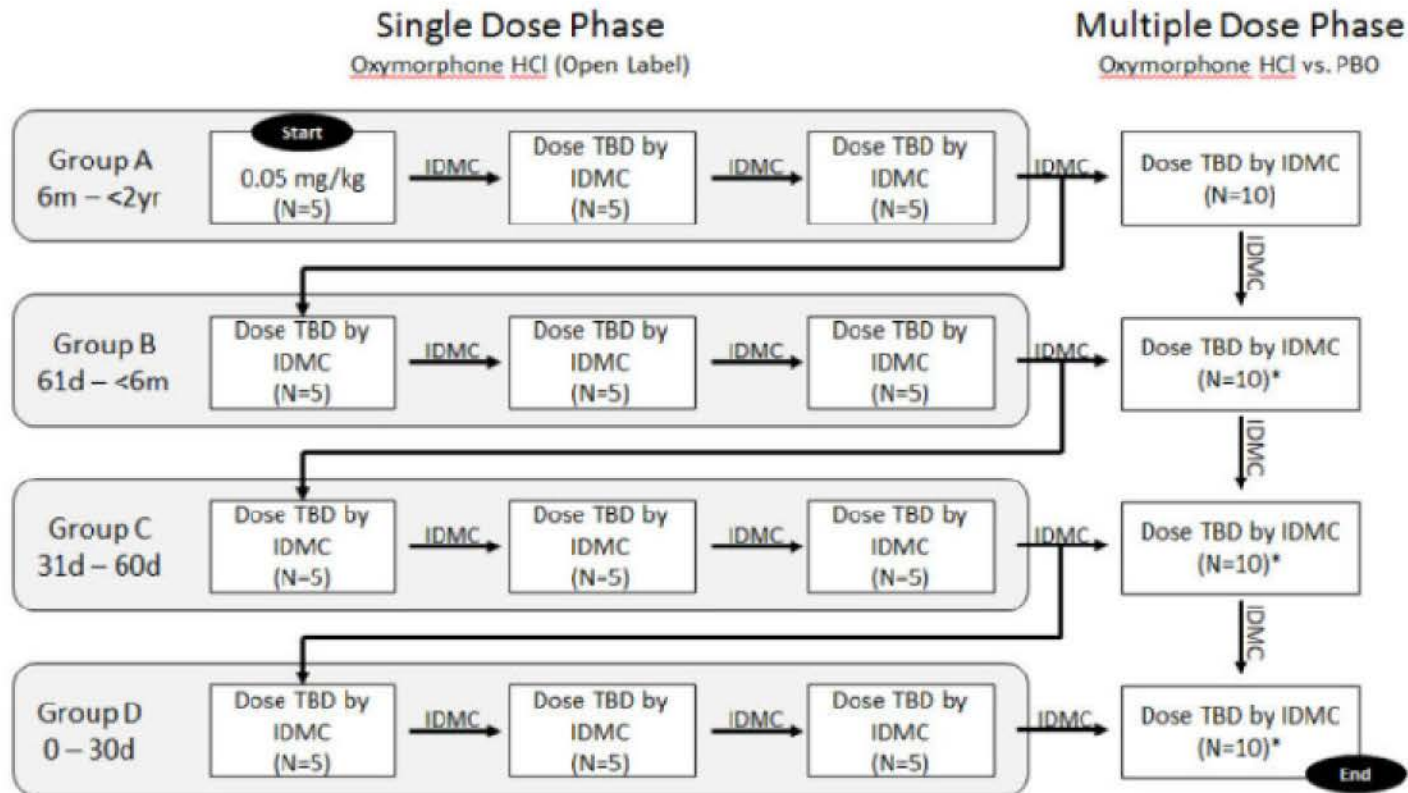 Single Dose Phase
Oxymorphone HCl (Open Label)
Multiple Dose Phase
Oxymorphone HCl vs. PBO
Group A
6m – <2yr
Start
0.05 mg/kg
(N=5)
IDMC
Dose TBD by
IDMC
(N=5)
IDMC
Dose TBD by
IDMC
(N=5)
IDMC
Dose TBD by IDMC
(N=10)
IDMC
Group B
61d – <6m
Dose TBD by
IDMC
(N=5)
IDMC
Dose TBD by
IDMC
(N=5)
IDMC
Dose TBD by
IDMC
(N=5)
IDMC
Dose TBD by IDMC
(N=10)*
IDMC
Group C
31d – 60d
Dose TBD by
IDMC
(N=5)
IDMC
Dose TBD by
IDMC
(N=5)
IDMC
Dose TBD by
IDMC
(N=5)
IDMC
Dose TBD by IDMC
(N=10)*
IDMC
Group D
0 – 30d
Dose TBD by
IDMC
(N=5)
IDMC
Dose TBD by
IDMC
(N=5)
IDMC
Dose TBD by
IDMC
(N=5)
IDMC
Dose TBD by IDMC
(N=10)*
End